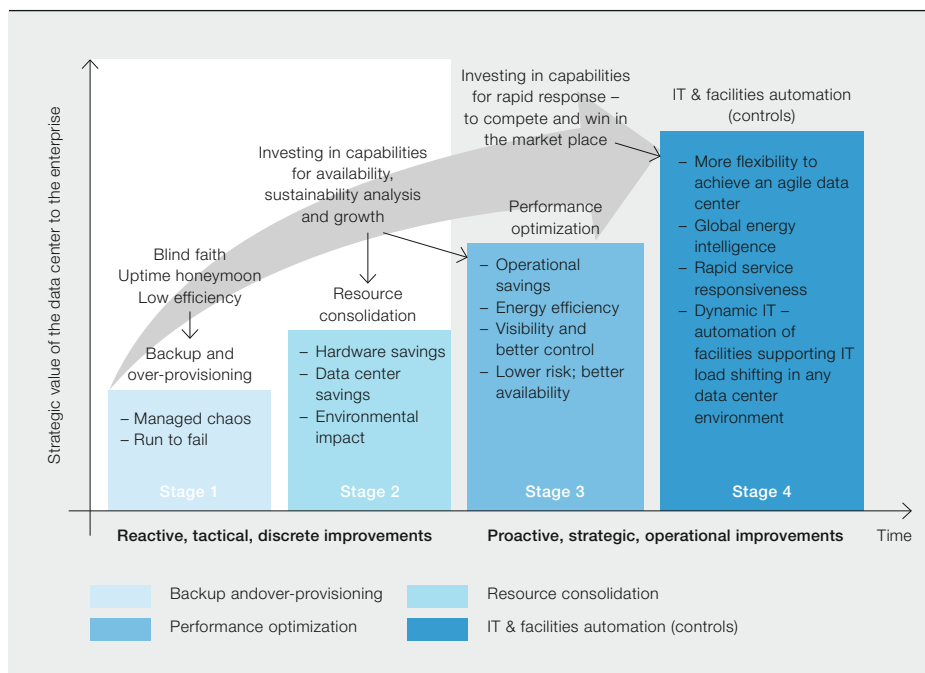 Strategic value of the data center to the enterprise
Blind faith
Uptime honeymoon
Low efficiency
Backup and
over-provisioning
– Managed chaos
– Run to fail
Stage 1
Investing in capabilities
for availability,
sustainability analysis
and growth
Resource
consolidation
– Hardware savings
– Data center
savings
– Environmental
impact
Stage 2
Investing in capabilities
for rapid response –
to compete and win in
the market place
Performance
optimization
– Operational
savings
– Energy efficiency
– Visibility and
better control
– Lower risk; better
availability
Stage 3
IT & facilities automation
(controls)
– More flexibility to
achieve an agile data
center
– Global energy
intelligence
– Rapid service
responsiveness
– Dynamic IT –
automation of
facilities supporting IT
load shifting in any
data center
environment
Stage 4
Reactive, tactical, discrete improvements
Proactive, strategic, operational improvements
Time
Backup andover-provisioning
Resource consolidation
Performance optimization
IT & facilities automation (controls)